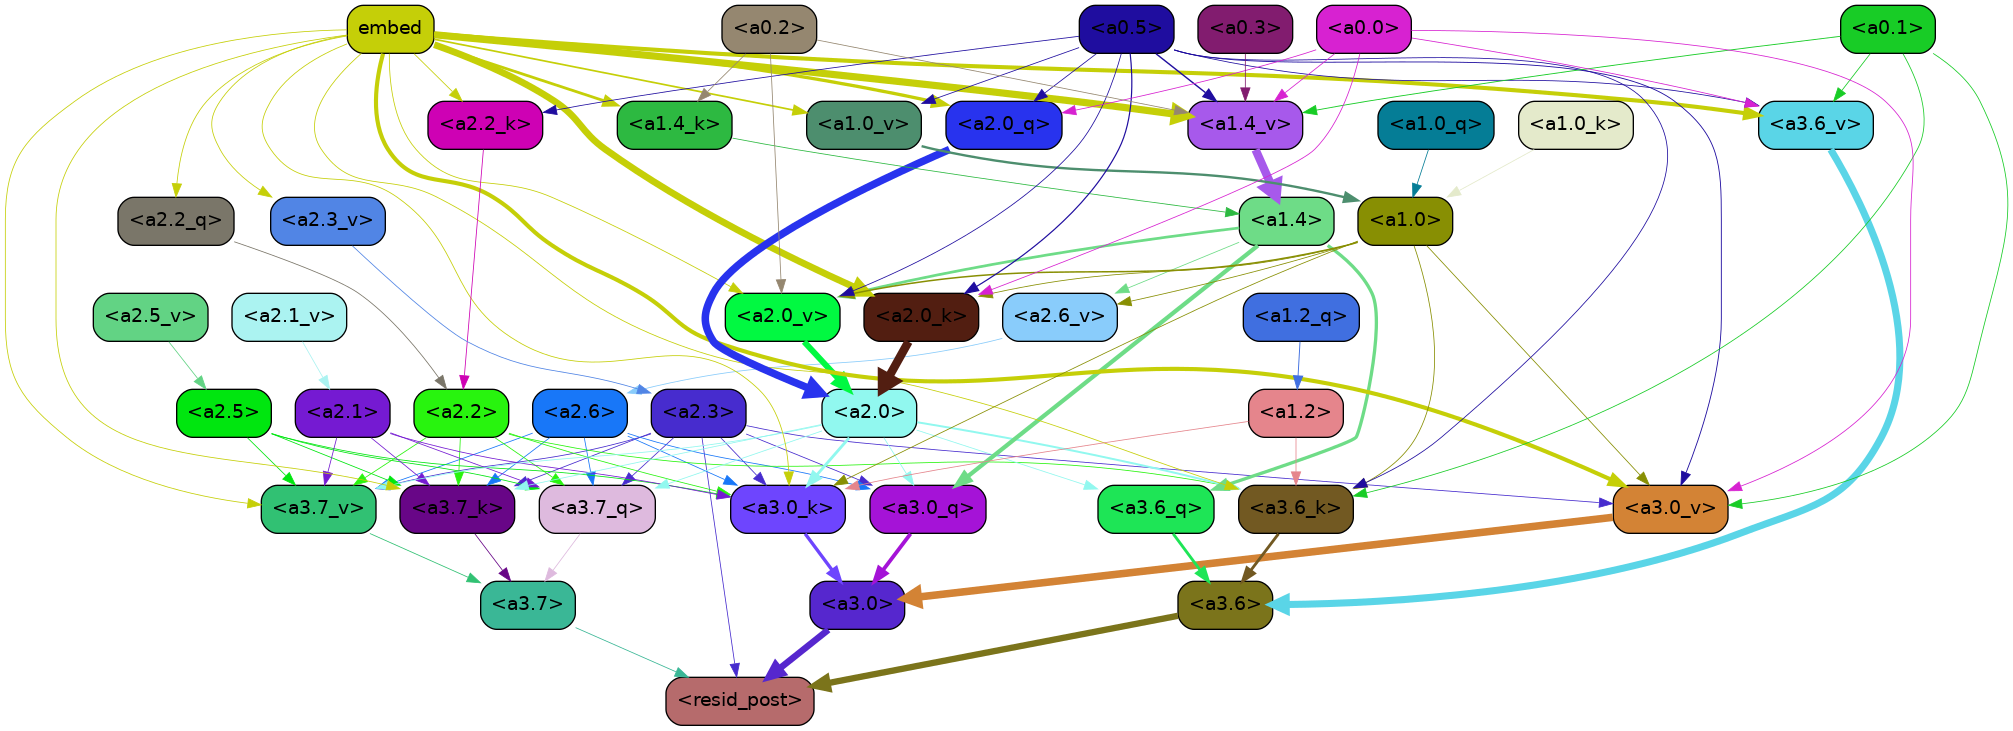 embed
<a0.2>
<a0.5>
<a0.3>
<a0.0>
<a0.1>
<a2.2_k>
<a1.4_k>
<a1.0_v>
<a2.0_q>
<a1.4_v>
<a1.0_q>
<a1.0_k>
<a3.6_v>
<a2.2_q>
<a2.3_v>
<a1.4>
<a1.0>
<a2.5_v>
<a2.1_v>
<a2.0_v>
<a2.0_k>
<a2.6_v>
<a1.2_q>
<a2.5>
<a2.1>
<a2.2>
<a2.6>
<a2.3>
<a2.0>
<a1.2>
<a3.7_v>
<a3.7_k>
<a3.7_q>
<a3.0_k>
<a3.0_q>
<a3.6_q>
<a3.6_k>
<a3.0_v>
<a3.7>
<a3.0>
<a3.6>
<resid_post>